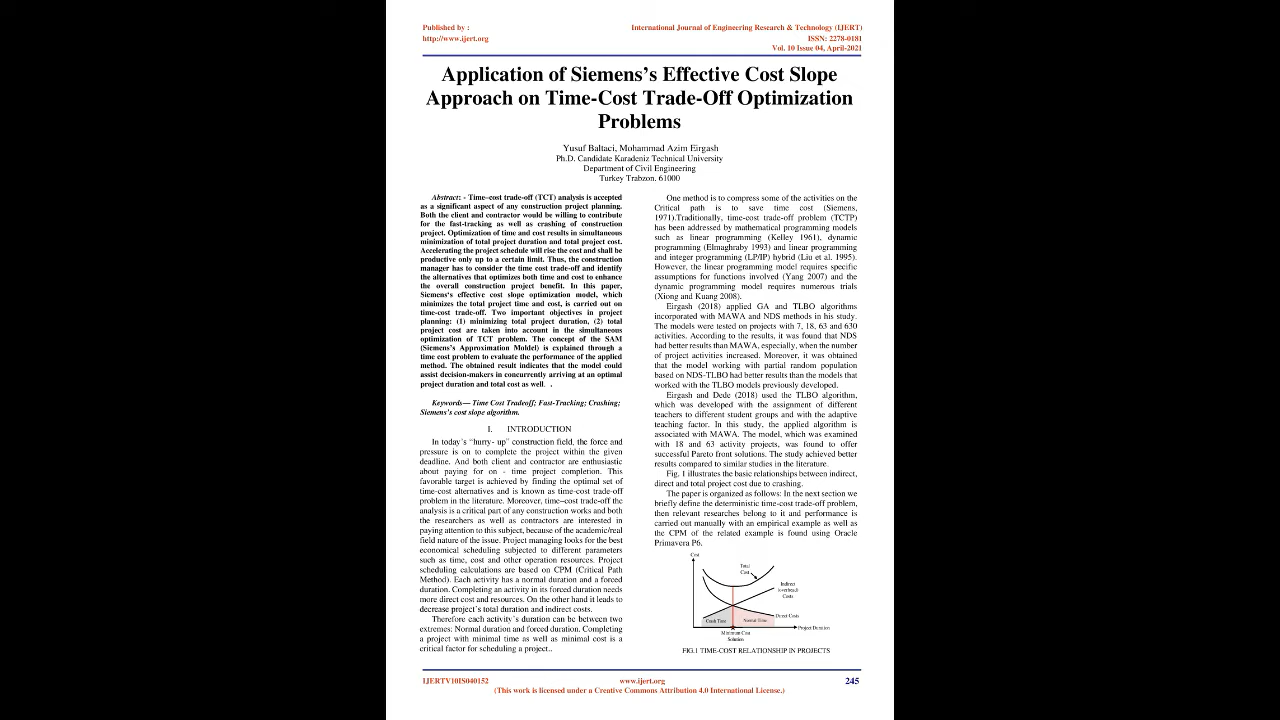 Published by :
http://www.ijert.org
International Journal of Engineering Research & Technology (IJERT)
ISSN: 2278-0181
Vol. 10 Issue 04, April-2021
Application of Siemens's Effective Cost Slope
Approach on Time-Cost Trade-Off Optimization
Problems
Yusuf Baltaci, Mohammad Azim Eirgash
Ph.D. Candidate Karadeniz Technical University
Department of Civil Engineering
Turkey Trabzon. 61000
Abstract: - Time–cost trade-off (TCT) analysis is accepted
as a significant aspect of any construction project planning.
Both the client and contractor would be willing to contribute
for the fast-tracking as well as crashing of construction
project. Optimization of time and cost results in simultaneous
minimization of total project duration and total project cost.
Accelerating the project schedule will rise the cost and shall be
productive only up to a certain limit. Thus, the construction
manager has to consider the time cost trade-off and identify
the alternatives that optimizes both time and cost to enhance
the overall construction project benefit. In this paper,
Siemens's effective cost slope optimization model, which
minimizes the total project time and cost, is carried out on
time-cost trade-off. Two important objectives in project
planning: (1) minimizing total project duration, (2) total
project cost are taken into account in the simultaneous
optimization of TCT problem. The concept of the SAM
(Siemens's Approximation Moldel) is explained through a
time cost problem to evaluate the performance of the applied
method. The obtained result indicates that the model could
assist decision-makers in concurrently arriving at an optimal
project duration and total cost as well. .
Keywords— Time Cost Tradeoff; Fast-Tracking; Crashing;
Siemens's cost slope algorithm.
I. INTRODUCTION
In today's "hurry- up" construction field, the force and
pressure is on to complete the project within the given
deadline. And both client and contractor are enthusiastic
about paying for on - time project completion. This
favorable target is achieved by finding the optimal set of
time-cost alternatives and is known as time-cost trade-off
problem in the literature. Moreover, time–cost trade-off the
analysis is a critical part of any construction works and both
the researchers as well as contractors are interested in
paying attention to this subject, because of the academic/real
field nature of the issue. Project managing looks for the best
economical scheduling subjected to different parameters
such as time, cost and other operation resources. Project
scheduling calculations are based on CPM (Critical Path
Method). Each activity has a normal duration and a forced
duration. Completing an activity in its forced duration needs
more direct cost and resources. On the other hand it leads to
decrease project's total duration and indirect costs.
Therefore each activity's duration can be between two
extremes: Normal duration and forced duration. Completing
a project with minimal time as well as minimal cost is a
critical factor for scheduling a project..
One method is to compress some of the activities on the
Critical path is to save time cost (Siemens,
1971).Traditionally, time-cost trade-off problem (TCTP)
has been addressed by mathematical programming models
such as linear programming (Kelley 1961), dynamic
programming (Elmaghraby 1993) and linear programming
and integer programming (LP/IP) hybrid (Liu et al. 1995).
However, the linear programming model requires specific
assumptions for functions involved (Yang 2007) and the
dynamic programming model requires numerous trials
(Xiong and Kuang 2008).
Eirgash (2018) applied GA and TLBO algorithms
incorporated with MAWA and NDS methods in his study.
The models were tested on projects with 7, 18, 63 and 630
activities. According to the results, it was found that NDS
had better results than MAWA, especially, when the number
of project activities increased. Moreover, it was obtained
that the model working with partial random population
based on NDS-TLBO had better results than the models that
worked with the TLBO models previously developed.
Eirgash and Dede (2018) used the TLBO algorithm,
which was developed with the assignment of different
teachers to different student groups and with the adaptive
teaching factor. In this study, the applied algorithm is
associated with MAWA. The model, which was examined
with 18 and 63 activity projects, was found to offer
successful Pareto front solutions. The study achieved better
results compared to similar studies in the literature.
Fig. 1 illustrates the basic relationships between indirect,
direct and total project cost due to crashing.
The paper is organized as follows: In the next section we
briefly define the deterministic time-cost trade-off problem,
then relevant researches belong to it and performance is
carried out manually with an empirical example as well as
the CPM of the related example is found using Oracle
Primavera P6.
Cost
Total
Cost
Indirect
(overhead)
Costs
Direct Costs
Crash Time
Normal Time
Project Duration
Minimum Cost
Solution
FIG.1 TIME-COST RELATIONSHIP IN PROJECTS
IJERTV10IS040152
www.ijert.org
245
(This work is licensed under a Creative Commons Attribution 4.0 International License.)